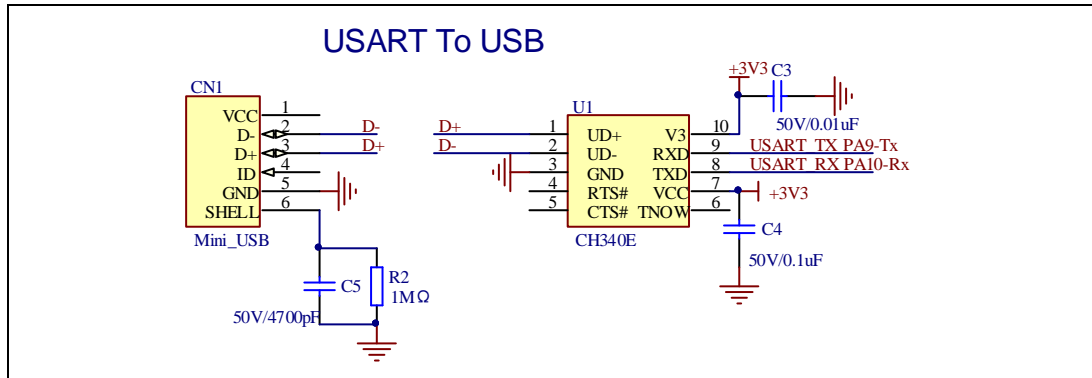 USART To USB
CN1
VCC 1
D- 2
D+ 3
ID 4
GND 5
SHELL 6
Mini_USB
D-
D+
C5
50V/4700pF
R2
1MΩ
D+
D-
U1
1 UD+ V3 10
2 UD- RXD 9
3 GND TXD 8
4 RTS# VCC 7
5 CTS# TNOW 6
CH340E
+3V3
C3
50V/0.01uF
USART_TX PA9-Tx
USART_RX PA10-Rx
+3V3
C4
50V/0.1uF